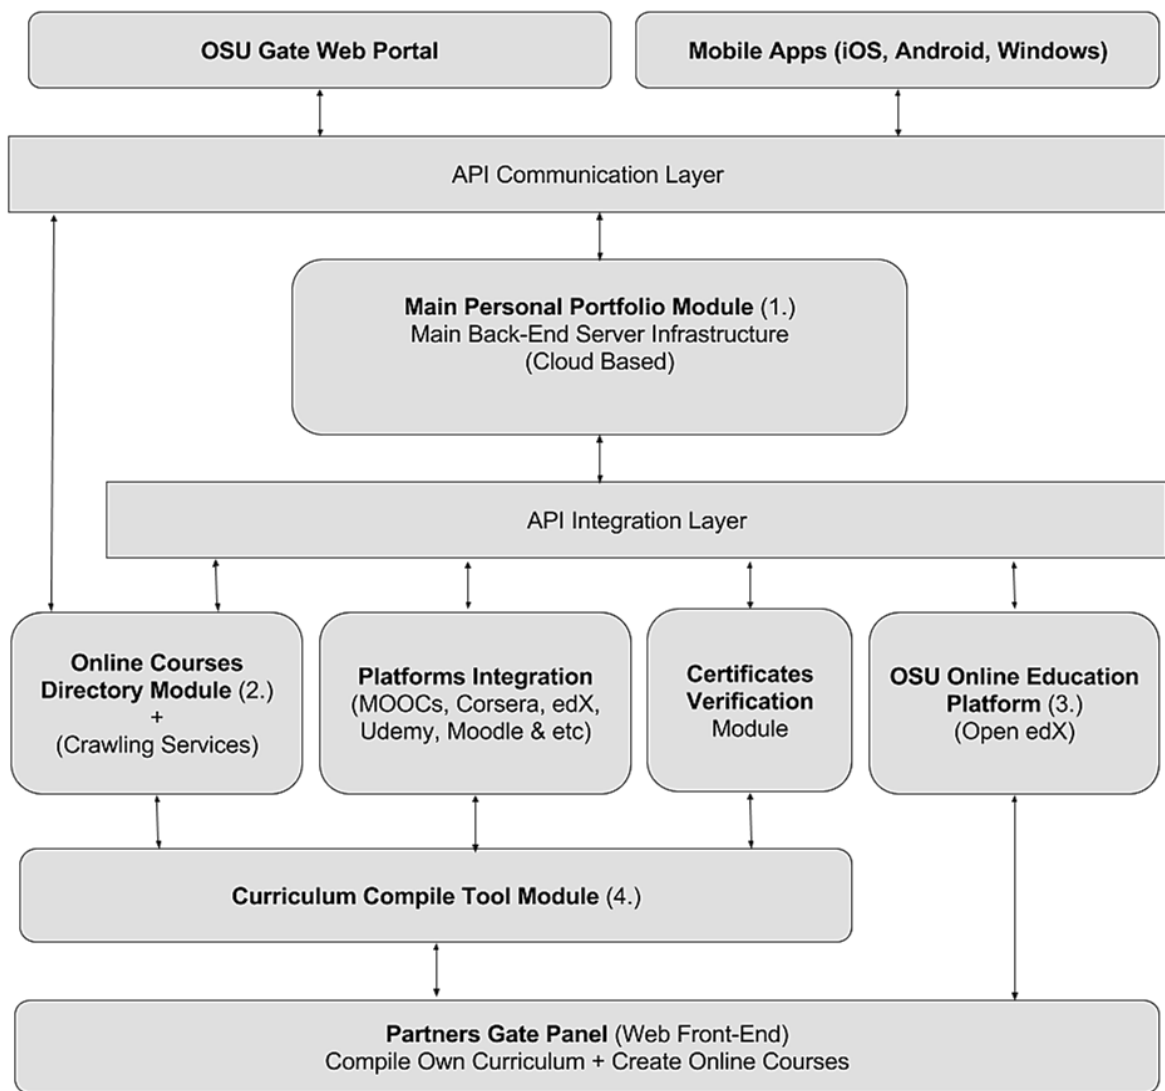 OSU Gate Web Portal
Mobile Apps (iOS, Android, Windows)
API Communication Layer
Main Personal Portfolio Module (1.)
Main Back-End Server Infrastructure
(Cloud Based)
API Integration Layer
Online Courses
Directory Module (2.)
+
(Crawling Services)
Platforms Integration
(MOOCs, Corsera, edX,
Udemy, Moodle & etc)
Certificates
Verification
Module
OSU Online Education
Platform (3.)
(Open edX)
Curriculum Compile Tool Module (4.)
Partners Gate Panel (Web Front-End)
Compile Own Curriculum + Create Online Courses